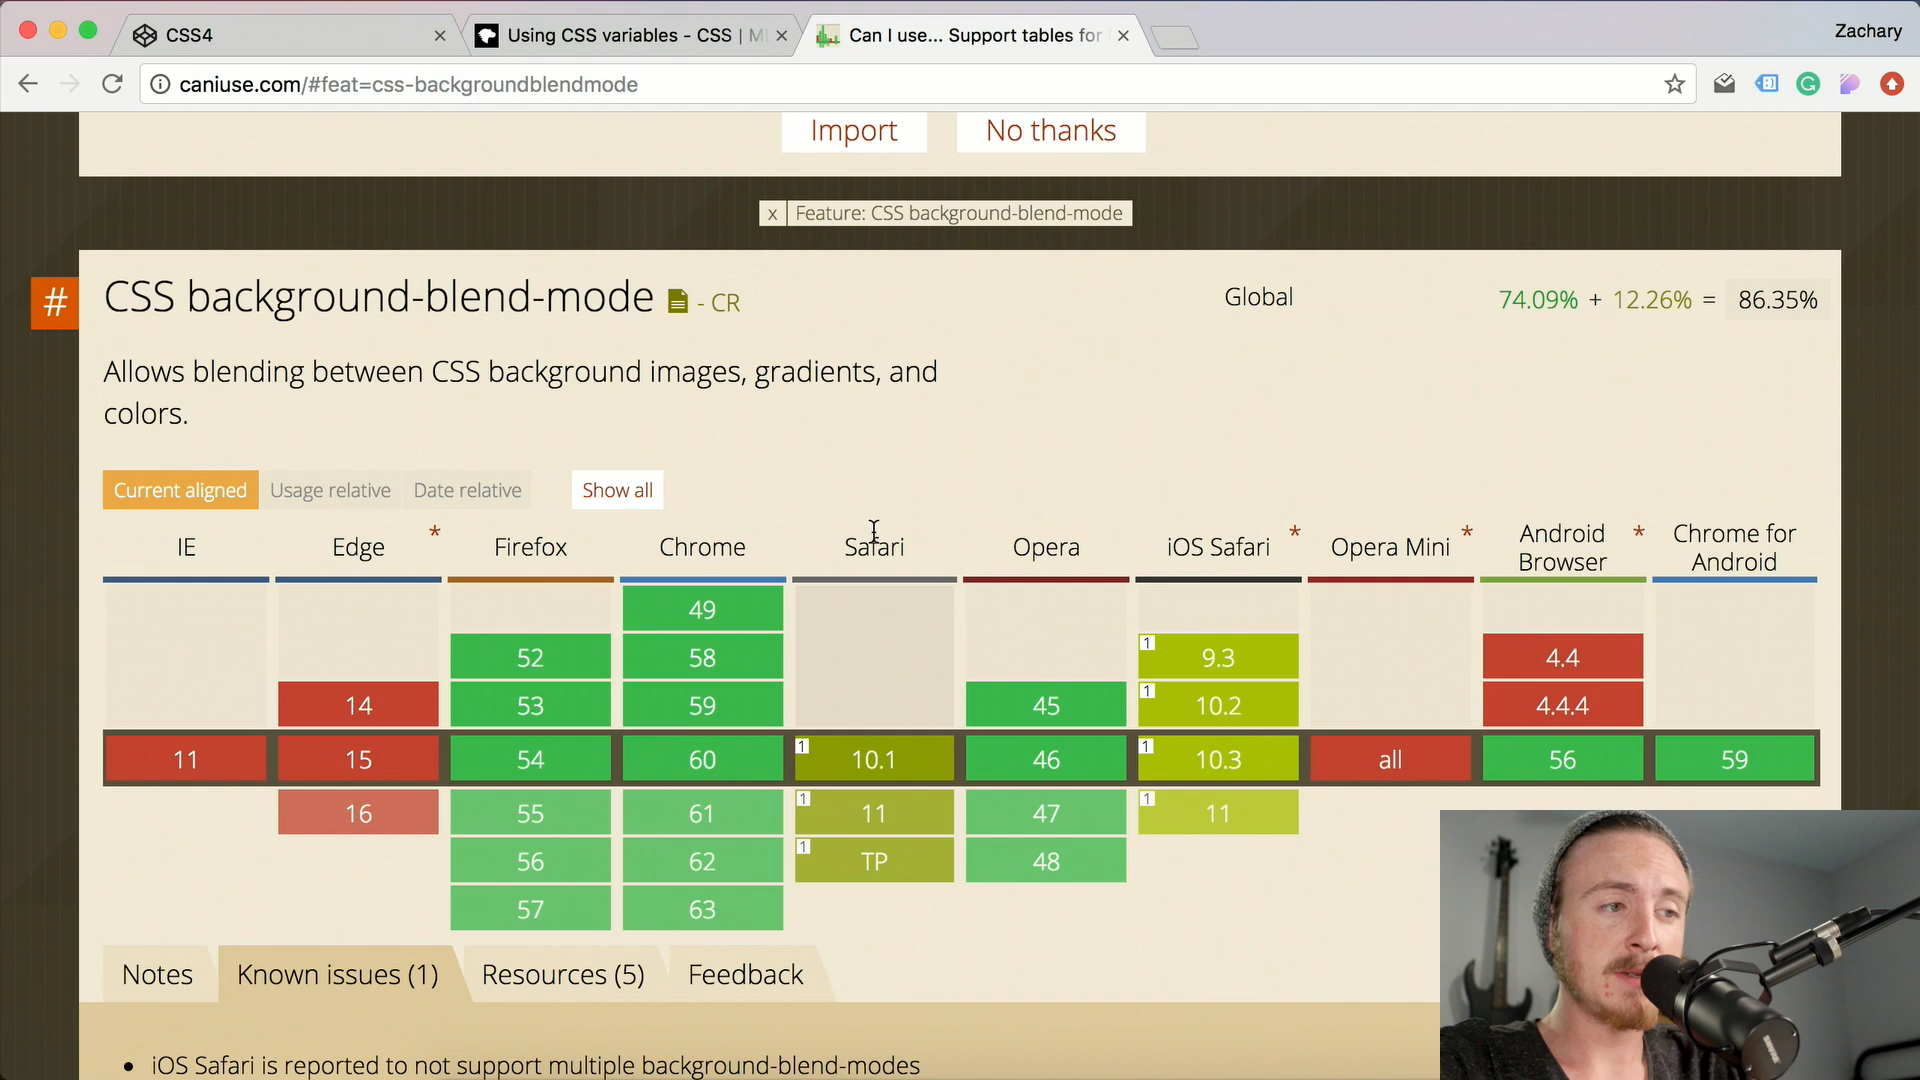 CSS4
Using CSS variables - CSS | M
Can I use... Support tables for
Zachary
caniuse.com/#feat=css-backgroundblendmode
Import
No thanks
x
Feature: CSS background-blend-mode
#
CSS background-blend-mode
- CR
Global
74.09% + 12.26% = 86.35%
Allows blending between CSS background images, gradients, and
colors.
Current aligned
Usage relative
Date relative
Show all
IE
Edge
*
Firefox
Chrome
Safari
Opera
iOS Safari
*
Opera Mini
*
Android
Browser
*
Chrome for
Android
49
52
58
1
9.3
4.4
14
53
59
45
1
10.2
4.4.4
11
15
54
60
1
10.1
46
1
10.3
all
56
59
16
55
61
1
11
47
1
11
56
62
1
TP
48
57
63
Notes
Known issues (1)
Resources (5)
Feedback
• iOS Safari is reported to not support multiple background-blend-modes